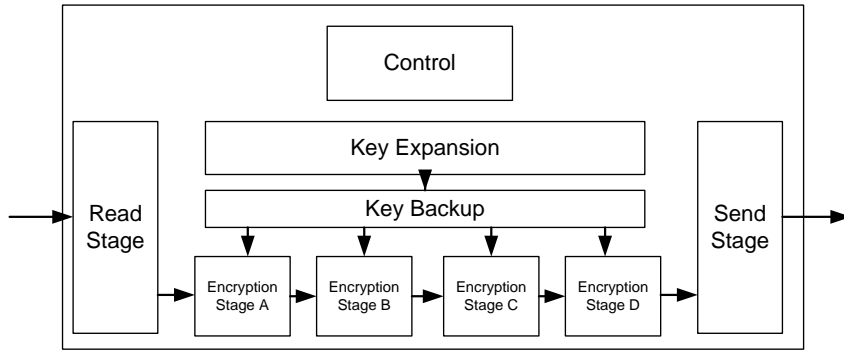 Control
Key Expansion
Key Backup
Read
Stage
Send
Stage
Encryption
Stage A
Encryption
Stage B
Encryption
Stage C
Encryption
Stage D